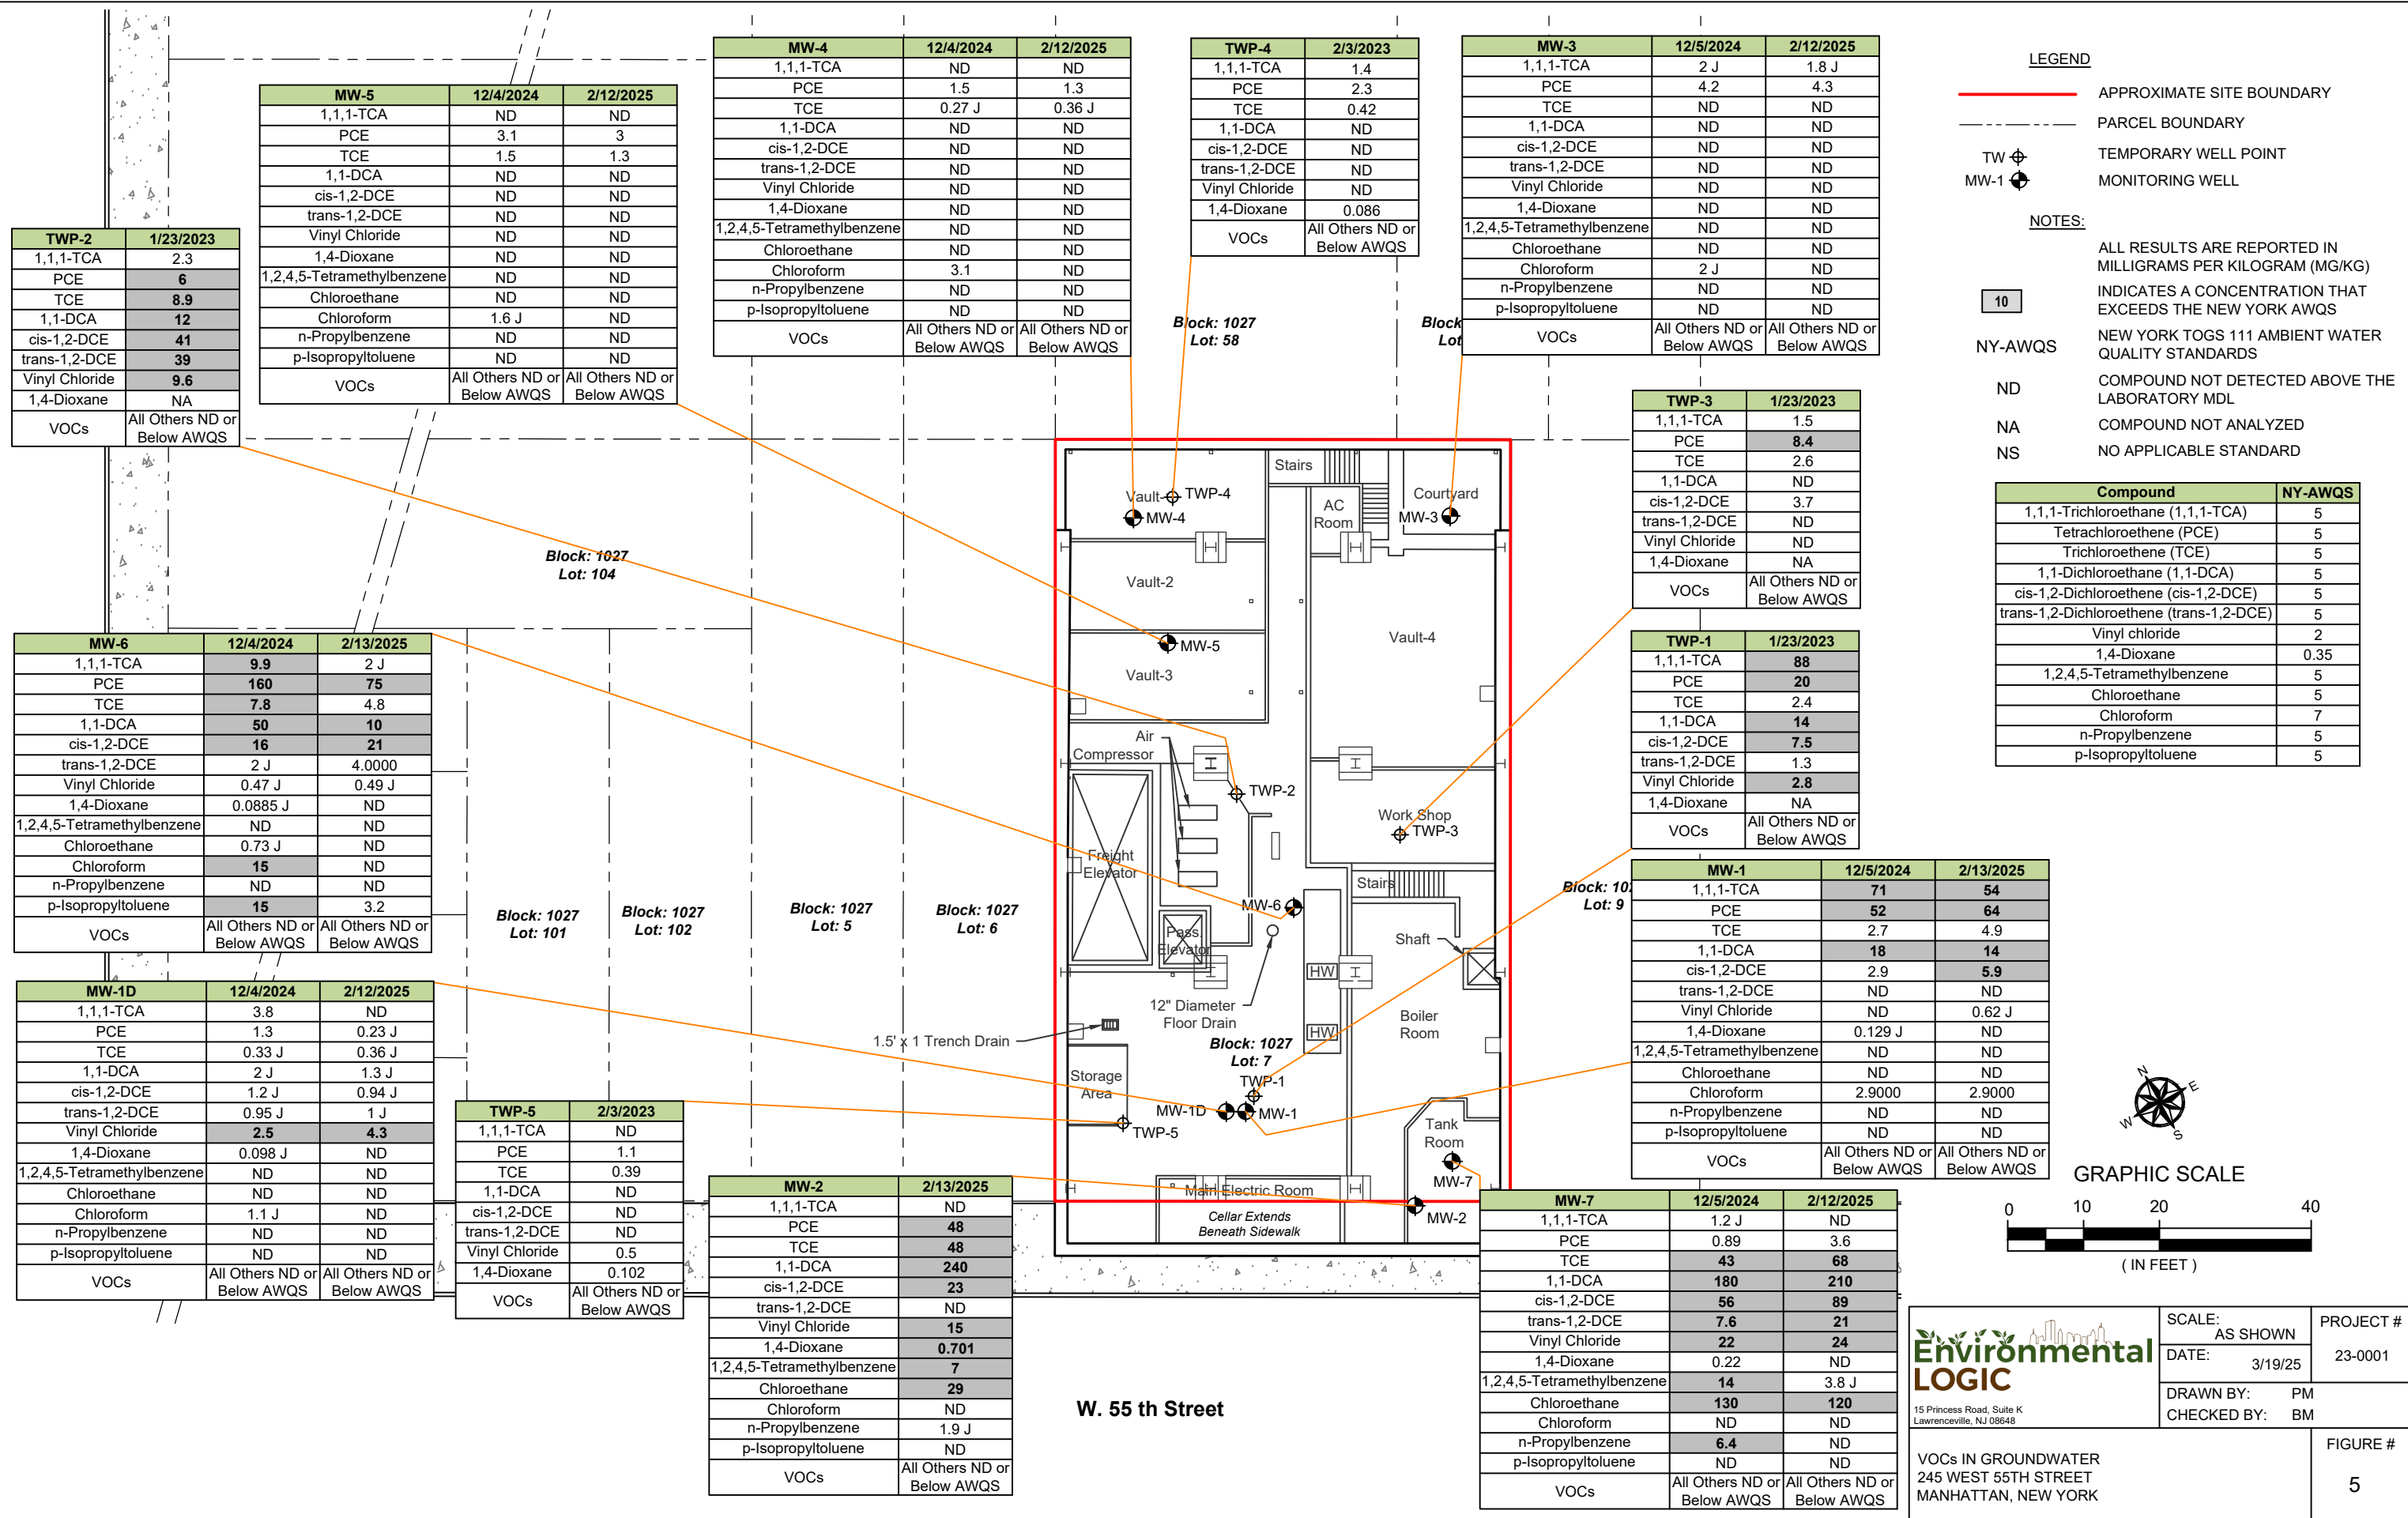 MW-5 12/4/2024 2/12/2025
1,1,1-TCA ND ND
PCE 3.1 3
TCE 1.5 1.3
1,1-DCA ND ND
cis-1,2-DCE ND ND
trans-1,2-DCE ND ND
Vinyl Chloride ND ND
1,4-Dioxane ND ND
1,2,4,5-Tetramethylbenzene ND ND
Chloroethane ND ND
Chloroform 1.6 J ND
n-Propylbenzene ND ND
p-Isopropyltoluene ND ND
VOCs All Others ND or Below AWQS All Others ND or Below AWQS
MW-4 12/4/2024 2/12/2025
1,1,1-TCA ND ND
PCE 1.5 1.3
TCE 0.27 J 0.36 J
1,1-DCA ND ND
cis-1,2-DCE ND ND
trans-1,2-DCE ND ND
Vinyl Chloride ND ND
1,4-Dioxane ND ND
1,2,4,5-Tetramethylbenzene ND ND
Chloroethane ND ND
Chloroform 3.1 ND
n-Propylbenzene ND ND
p-Isopropyltoluene ND ND
VOCs All Others ND or Below AWQS All Others ND or Below AWQS
TWP-4 2/3/2023
1,1,1-TCA 1.4
PCE 2.3
TCE 0.42
1,1-DCA ND
cis-1,2-DCE ND
trans-1,2-DCE ND
Vinyl Chloride ND
1,4-Dioxane 0.086
VOCs All Others ND or Below AWQS
MW-3 12/5/2024 2/12/2025
1,1,1-TCA 2 J 1.8 J
PCE 4.2 4.3
TCE ND ND
1,1-DCA ND ND
cis-1,2-DCE ND ND
trans-1,2-DCE ND ND
Vinyl Chloride ND ND
1,4-Dioxane ND ND
1,2,4,5-Tetramethylbenzene ND ND
Chloroethane ND ND
Chloroform 2 J ND
n-Propylbenzene ND ND
p-Isopropyltoluene ND ND
VOCs All Others ND or Below AWQS All Others ND or Below AWQS
LEGEND
APPROXIMATE SITE BOUNDARY
PARCEL BOUNDARY
TW TEMPORARY WELL POINT
MW-1 MONITORING WELL
NOTES:
ALL RESULTS ARE REPORTED IN
MILLIGRAMS PER KILOGRAM (MG/KG)
10 INDICATES A CONCENTRATION THAT
EXCEEDS THE NEW YORK AWQS
NY-AWQS NEW YORK TOGS 111 AMBIENT WATER
QUALITY STANDARDS
ND COMPOUND NOT DETECTED ABOVE THE
LABORATORY MDL
NA COMPOUND NOT ANALYZED
NS NO APPLICABLE STANDARD
Compound NY-AWQS
1,1,1-Trichloroethane (1,1,1-TCA) 5
Tetrachloroethene (PCE) 5
Trichloroethene (TCE) 5
1,1-Dichloroethane (1,1-DCA) 5
cis-1,2-Dichloroethene (cis-1,2-DCE) 5
trans-1,2-Dichloroethene (trans-1,2-DCE) 5
Vinyl chloride 2
1,4-Dioxane 0.35
1,2,4,5-Tetramethylbenzene 5
Chloroethane 5
Chloroform 7
n-Propylbenzene 5
p-Isopropyltoluene 5
TWP-2 1/23/2023
1,1,1-TCA 2.3
PCE 6
TCE 8.9
1,1-DCA 12
cis-1,2-DCE 41
trans-1,2-DCE 39
Vinyl Chloride 9.6
1,4-Dioxane NA
VOCs All Others ND or Below AWQS
TWP-3 1/23/2023
1,1,1-TCA 1.5
PCE 8.4
TCE 2.6
1,1-DCA ND
cis-1,2-DCE 3.7
trans-1,2-DCE ND
Vinyl Chloride ND
1,4-Dioxane NA
VOCs All Others ND or Below AWQS
TWP-1 1/23/2023
1,1,1-TCA 88
PCE 20
TCE 2.4
1,1-DCA 14
cis-1,2-DCE 7.5
trans-1,2-DCE 1.3
Vinyl Chloride 2.8
1,4-Dioxane NA
VOCs All Others ND or Below AWQS
MW-6 12/4/2024 2/13/2025
1,1,1-TCA 9.9 2 J
PCE 160 75
TCE 7.8 4.8
1,1-DCA 50 10
cis-1,2-DCE 16 21
trans-1,2-DCE 2 J 4.0000
Vinyl Chloride 0.47 J 0.49 J
1,4-Dioxane 0.0885 J ND
1,2,4,5-Tetramethylbenzene ND ND
Chloroethane 0.73 J ND
Chloroform 15 ND
n-Propylbenzene ND ND
p-Isopropyltoluene 15 3.2
VOCs All Others ND or Below AWQS All Others ND or Below AWQS
MW-1 12/5/2024 2/13/2025
1,1,1-TCA 71 54
PCE 52 64
TCE 2.7 4.9
1,1-DCA 18 14
cis-1,2-DCE 2.9 5.9
trans-1,2-DCE ND ND
Vinyl Chloride ND 0.62 J
1,4-Dioxane 0.129 J ND
1,2,4,5-Tetramethylbenzene ND ND
Chloroethane ND ND
Chloroform 2.9000 2.9000
n-Propylbenzene ND ND
p-Isopropyltoluene ND ND
VOCs All Others ND or Below AWQS All Others ND or Below AWQS
MW-1D 12/4/2024 2/12/2025
1,1,1-TCA 3.8 ND
PCE 1.3 0.23 J
TCE 0.33 J 0.36 J
1,1-DCA 2 J 1.3 J
cis-1,2-DCE 1.2 J 0.94 J
trans-1,2-DCE 0.95 J 1 J
Vinyl Chloride 2.5 4.3
1,4-Dioxane 0.098 J ND
1,2,4,5-Tetramethylbenzene ND ND
Chloroethane ND ND
Chloroform 1.1 J ND
n-Propylbenzene ND ND
p-Isopropyltoluene ND ND
VOCs All Others ND or Below AWQS All Others ND or Below AWQS
TWP-5 2/3/2023
1,1,1-TCA ND
PCE 1.1
TCE 0.39
1,1-DCA ND
cis-1,2-DCE ND
trans-1,2-DCE ND
Vinyl Chloride 0.5
1,4-Dioxane 0.102
VOCs All Others ND or Below AWQS
MW-2 2/13/2025
1,1,1-TCA ND
PCE 48
TCE 48
1,1-DCA 240
cis-1,2-DCE 23
trans-1,2-DCE ND
Vinyl Chloride 15
1,4-Dioxane 0.701
1,2,4,5-Tetramethylbenzene 7
Chloroethane 29
Chloroform ND
n-Propylbenzene 1.9 J
p-Isopropyltoluene ND
VOCs All Others ND or Below AWQS
MW-7 12/5/2024 2/12/2025
1,1,1-TCA 1.2 J ND
PCE 0.89 3.6
TCE 43 68
1,1-DCA 180 210
cis-1,2-DCE 56 89
trans-1,2-DCE 7.6 21
Vinyl Chloride 22 24
1,4-Dioxane 0.22 ND
1,2,4,5-Tetramethylbenzene 14 3.8 J
Chloroethane 130 120
Chloroform ND ND
n-Propylbenzene 6.4 ND
p-Isopropyltoluene ND ND
VOCs All Others ND or Below AWQS All Others ND or Below AWQS
Block: 1027
Lot: 58
Block
Lot
Block: 1027
Lot: 104
Block: 1027
Lot: 101
Block: 1027
Lot: 102
Block: 1027
Lot: 5
Block: 1027
Lot: 6
Block: 102
Lot: 9
Block: 1027
Lot: 7
Stairs
Vault- TWP-4
MW-4
AC
Room
Courtyard
MW-3
Vault-2
MW-5
Vault-3
Vault-4
Air
Compressor
TWP-2
Work Shop
TWP-3
Freight
Elevator
Stairs
MW-6
Pass.
Elevator
Shaft
HW
12" Diameter
Floor Drain
HW
Boiler
Room
1.5' x 1 Trench Drain
Storage
Area
TWP-1
MW-1D
MW-1
TWP-5
Tank
Room
MW-7
Main Electric Room
MW-2
Cellar Extends
Beneath Sidewalk
W. 55 th Street
N
E
W
S
GRAPHIC SCALE
0 10 20 40
( IN FEET )
Environmental
LOGIC
15 Princess Road, Suite K
Lawrenceville, NJ 08648
SCALE:
AS SHOWN
PROJECT #
23-0001
DATE: 3/19/25
DRAWN BY: PM
CHECKED BY: BM
VOCs IN GROUNDWATER
245 WEST 55TH STREET
MANHATTAN, NEW YORK
FIGURE #
5